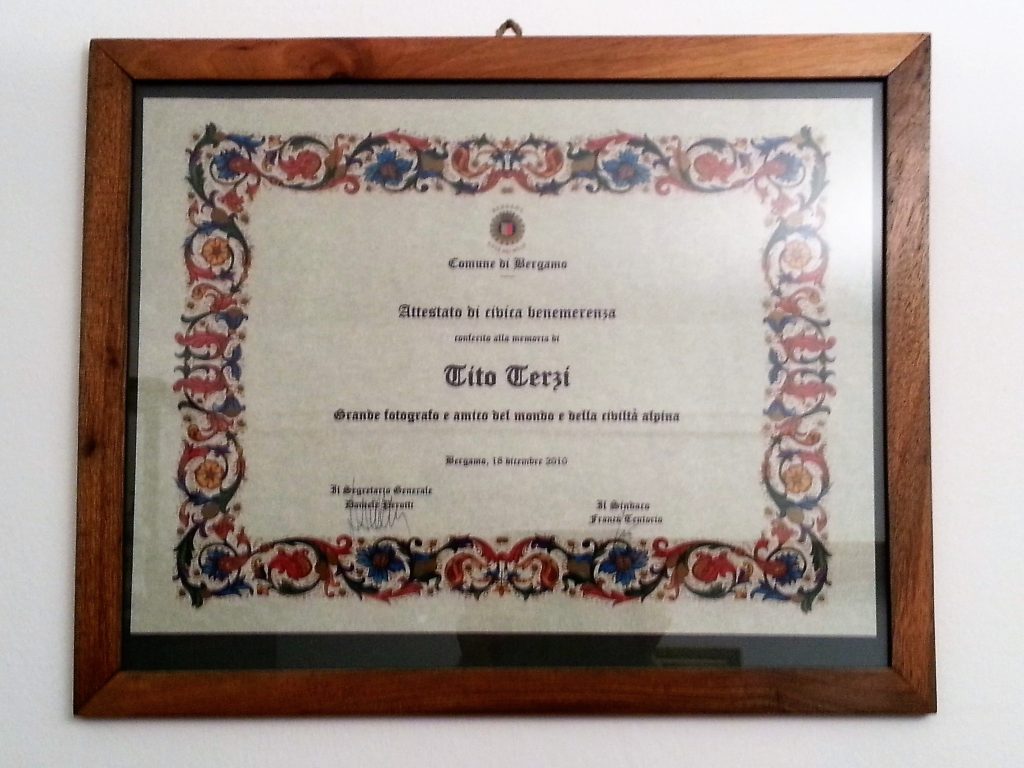 BERGAMO
Comune di Bergamo
Attestato di civica benemerenza
conferito alla memoria di
Tito Terzi
Grande fotografo e amico del mondo e della civiltà alpina
Bergamo, 18 dicembre 2010
Il Segretario Generale
Daniele Perotti
Il Sindaco
Franco Tentorio